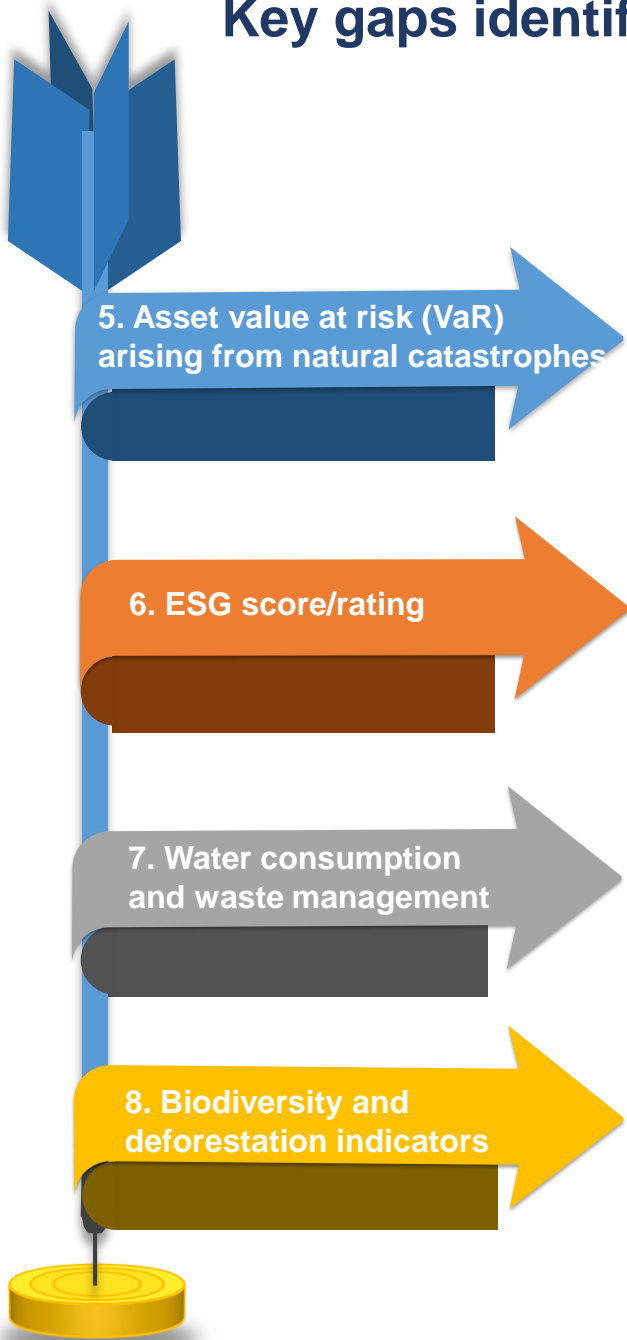 Key gaps identif
5. Asset value at risk (VaR)
arising from natural catastrophes
6. ESG score/rating
7. Water consumption
and waste management
8. Biodiversity and
deforestation indicators